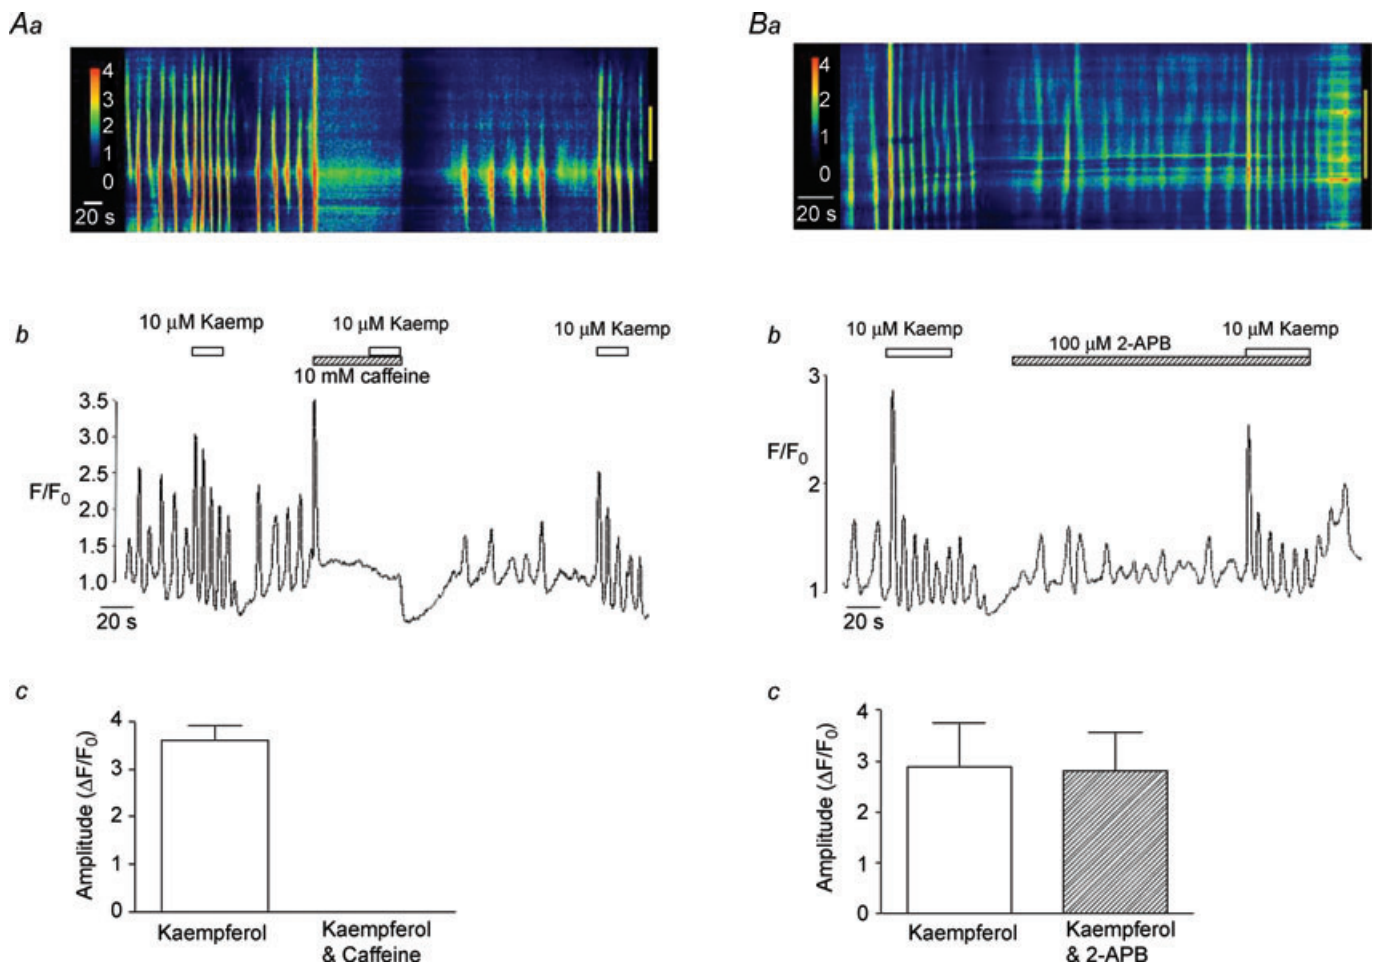 Aa
4
3
2
1
0
20 s
Ba
4
2
1
0
20 s
b
10 μM Kaemp
10 μM Kaemp
10 μM Kaemp
10 mM caffeine
3.5
3.0
2.5
2.0
1.5
1.0
F/F0
20 s
b
10 μM Kaemp
10 μM Kaemp
100 μM 2-APB
3
2
1
F/F0
20 s
c
4
3
2
1
0
Amplitude (ΔF/F0)
Kaempferol
Kaempferol
& Caffeine
c
4
3
2
1
0
Amplitude (ΔF/F0)
Kaempferol
Kaempferol
& 2-APB